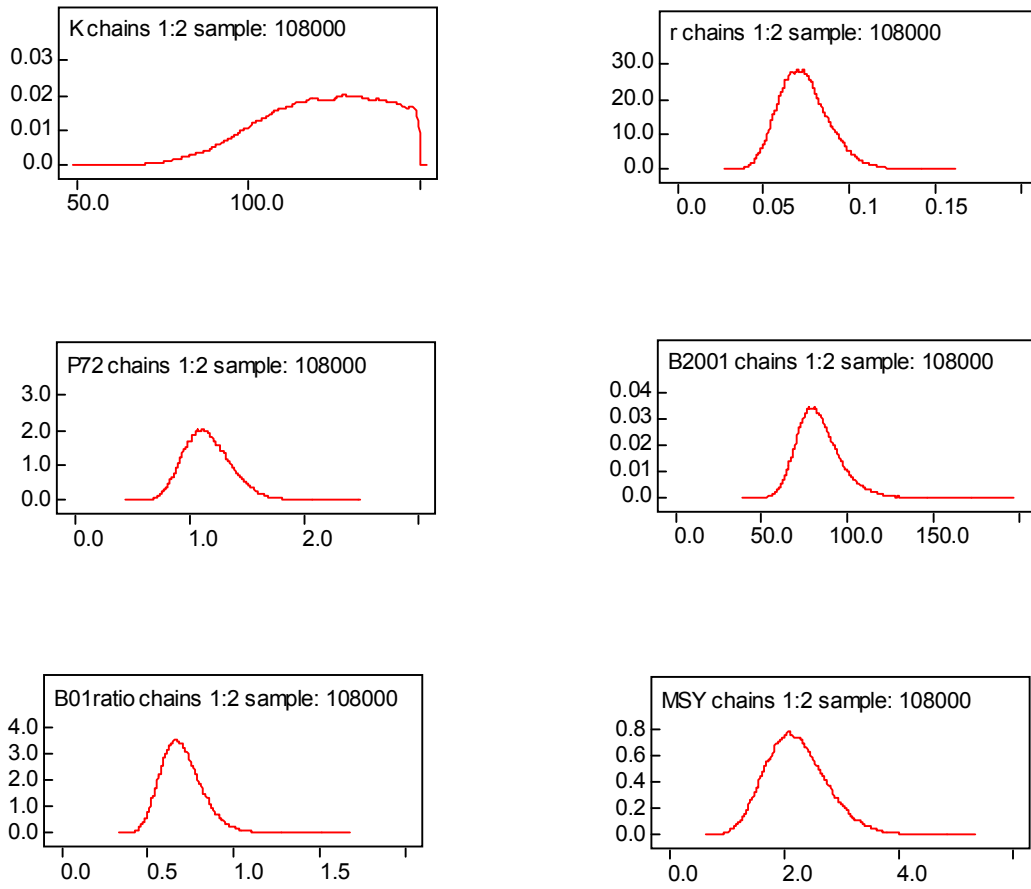 K chains 1:2 sample: 108000
0.03
0.02
0.01
0.0
50.0 100.0
r chains 1:2 sample: 108000
30.0
20.0
10.0
0.0
0.0 0.05 0.1 0.15
P72 chains 1:2 sample: 108000
3.0
2.0
1.0
0.0
0.0 1.0 2.0
B2001 chains 1:2 sample: 108000
0.04
0.03
0.02
0.01
0.0
0.0 50.0 100.0 150.0
B01ratio chains 1:2 sample: 108000
4.0
3.0
2.0
1.0
0.0
0.0 0.5 1.0 1.5
MSY chains 1:2 sample: 108000
0.8
0.6
0.4
0.2
0.0
0.0 2.0 4.0